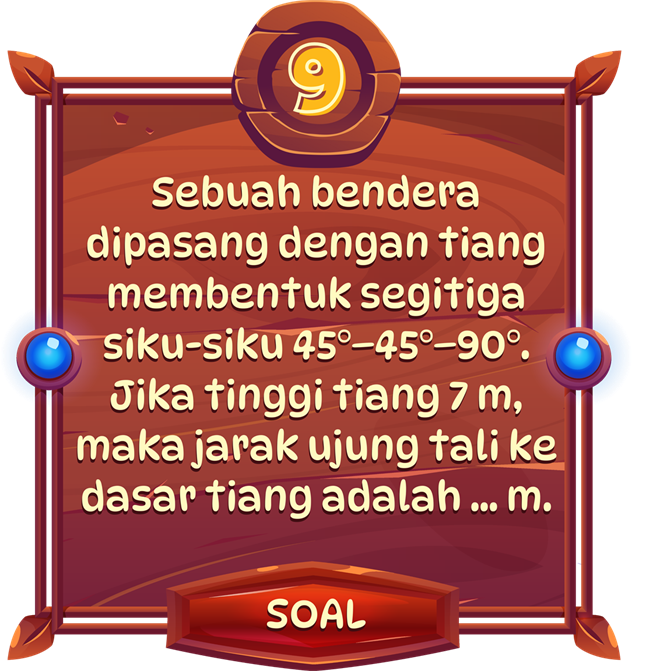 9
Sebuah bendera
dipasang dengan tiang
membentuk segitiga
siku-siku 45°–45°–90°.
Jika tinggi tiang 7 m,
maka jarak ujung tali ke
dasar tiang adalah ... m.
SOAL